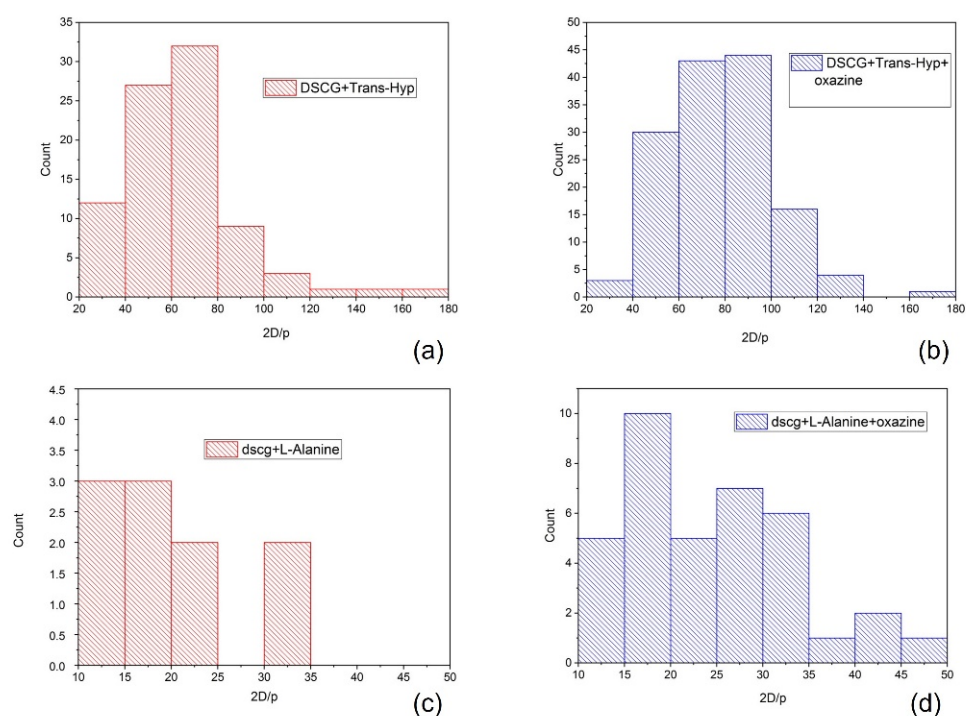 35
30
25
20
15
10
5
0
Count
DSCG+Trans-Hyp
20 40 60 80 100 120 140 160 180
2D/p
(a)
50
45
40
35
30
25
20
15
10
5
0
Count
DSCG+Trans-Hyp+
oxazine
20 40 60 80 100 120 140 160 180
2D/p
(b)
4.5
4.0
3.5
3.0
2.5
2.0
1.5
1.0
0.5
0.0
Count
dscg+L-Alanine
10 15 20 25 30 35 40 45 50
2D/p
(c)
10
8
6
4
2
0
Count
dscg+L-Alanine+oxazine
10 15 20 25 30 35 40 45 50
2D/p
(d)